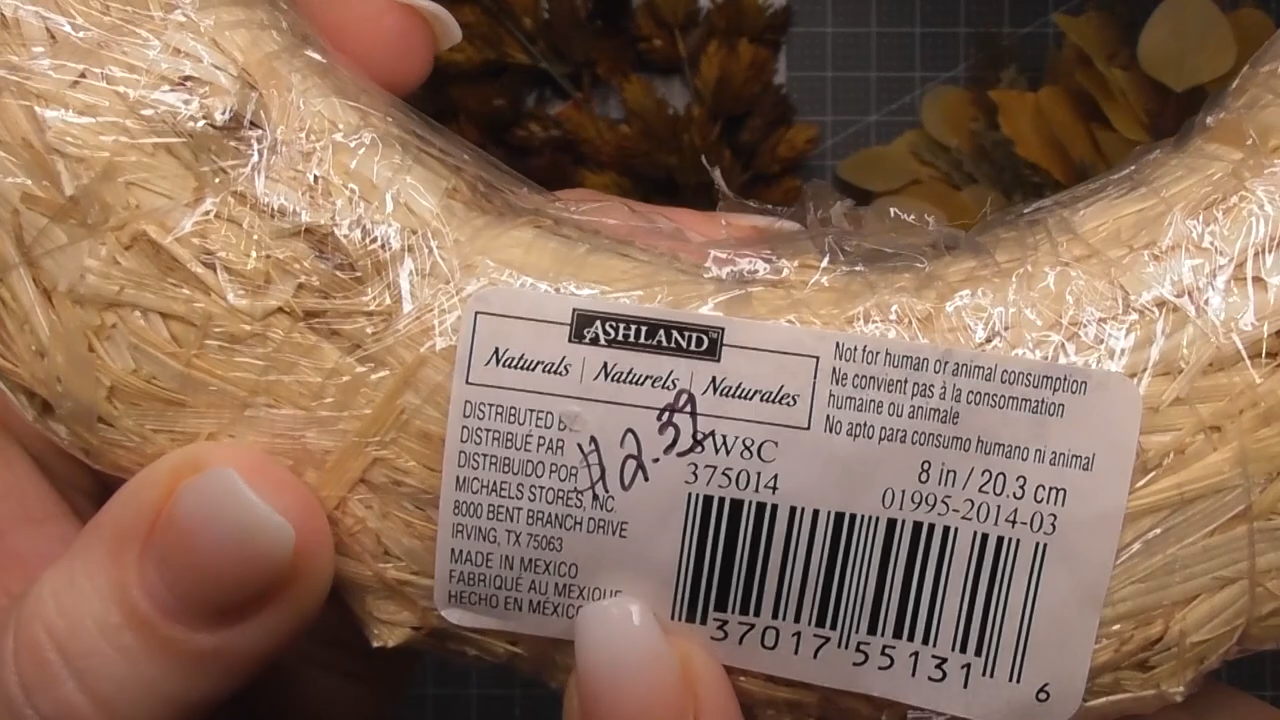 ASHLAND™
Naturals | Naturels | Naturales
Not for human or animal consumption
Ne convient pas à la consommation
humaine ou animale
No apto para consumo humano ni animal
DISTRIBUTED
DISTRIBUÉ PAR
DISTRIBUIDO POR
MICHAELS STORES, INC.
8000 BENT BRANCH DRIVE
IRVING, TX 75063
MADE IN MEXICO
FABRIQUÉ AU MEXIQUE
HECHO EN MÉXICO
$2.39
SW8C
375014
8 in / 20.3 cm
01995-2014-03
37017 55131 6